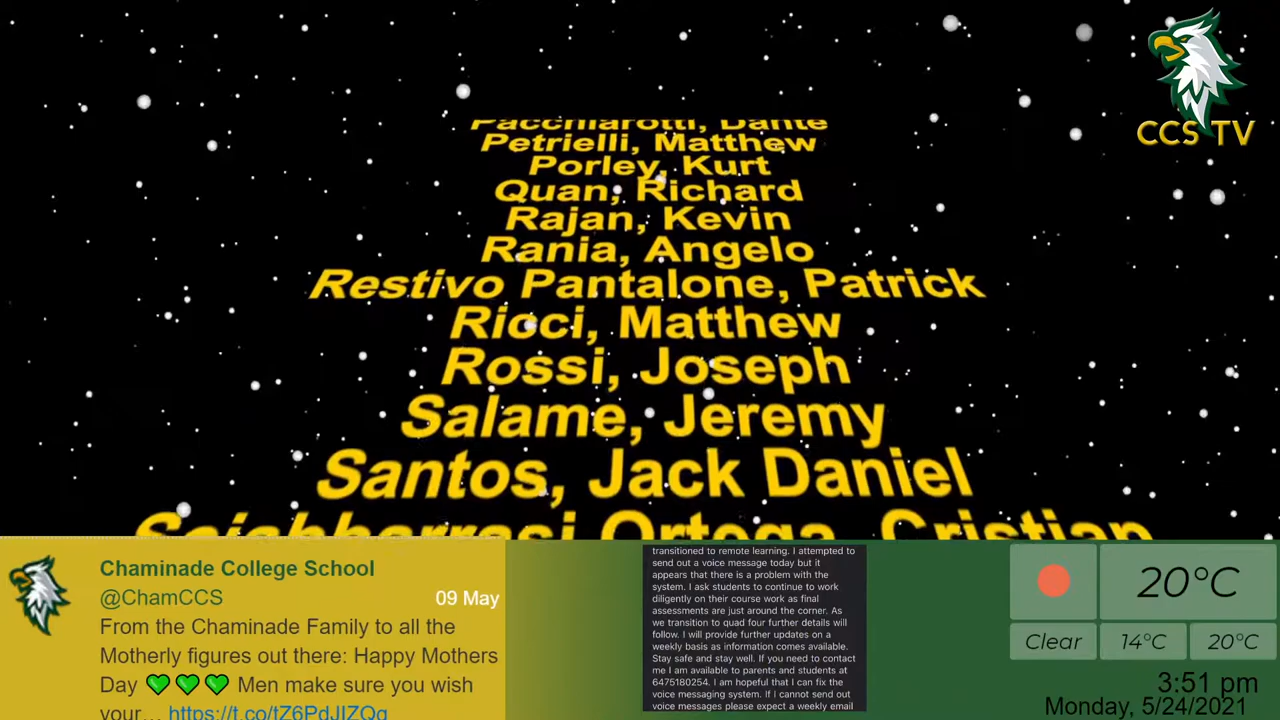 CCS TV
Pacchiarotti, Dante
Petrielli, Matthew
Porley, Kurt
Quan, Richard
Rajan, Kevin
Rania, Angelo
Restivo Pantalone, Patrick
Ricci, Matthew
Rossi, Joseph
Salame, Jeremy
Santos, Jack Daniel
Ortega, Cristian
Chaminade College School
@ChamCCS
09 May
From the Chaminade Family to all the
Motherly figures out there: Happy Mothers
Day 💚💚💚 Men make sure you wish
your… https://t.co/tZ6PdJIZOg
transitioned to remote learning. I attempted to
send out a voice message today but it
appears that there is a problem with the
system. I ask students to continue to work
diligently on their course work as final
assessments are just around the corner. As
we transition to quad four further details will
follow. I will provide further updates on a
weekly basis as information comes available.
Stay safe and stay well. If you need to contact
me I am available to parents and students at
6475180254. I am hopeful that I can fix the
voice messaging system. If I cannot send out
voice messages please expect a weekly email
20°C
Clear
14°C
20°C
3:51 pm
Monday, 5/24/2021